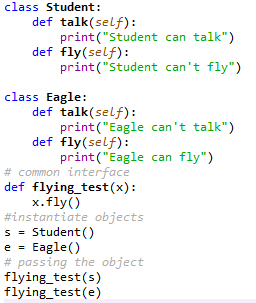 class Student:
    def talk(self):
        print("Student can talk")
    def fly(self):
        print("Student can't fly")

class Eagle:
    def talk(self):
        print("Eagle can't talk")
    def fly(self):
        print("Eagle can fly")
# common interface
def flying_test(x):
    x.fly()
#instantiate objects
s = Student()
e = Eagle()
# passing the object
flying_test(s)
flying_test(e)